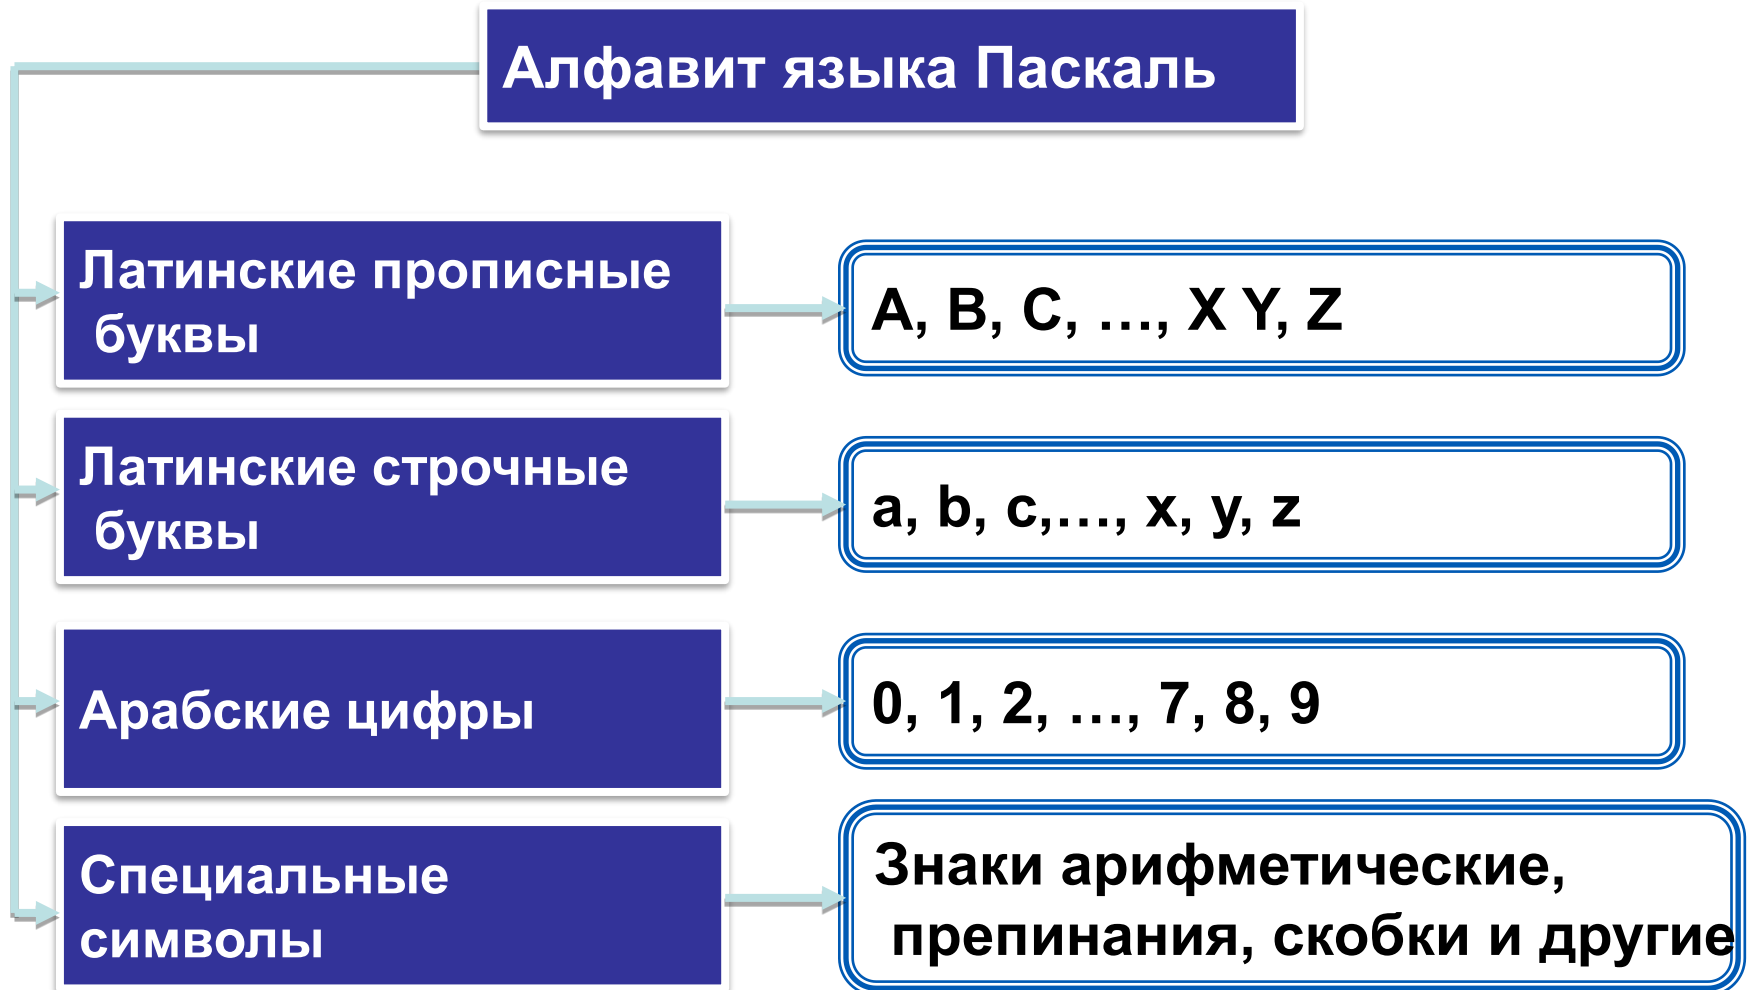 Алфавит языка Паскаль
Латинские прописные
буквы
A, B, C, …, X Y, Z
Латинские строчные
буквы
a, b, c,…, x, y, z
Арабские цифры
0, 1, 2, …, 7, 8, 9
Специальные
символы
Знаки арифметические,
препинания, скобки и другие